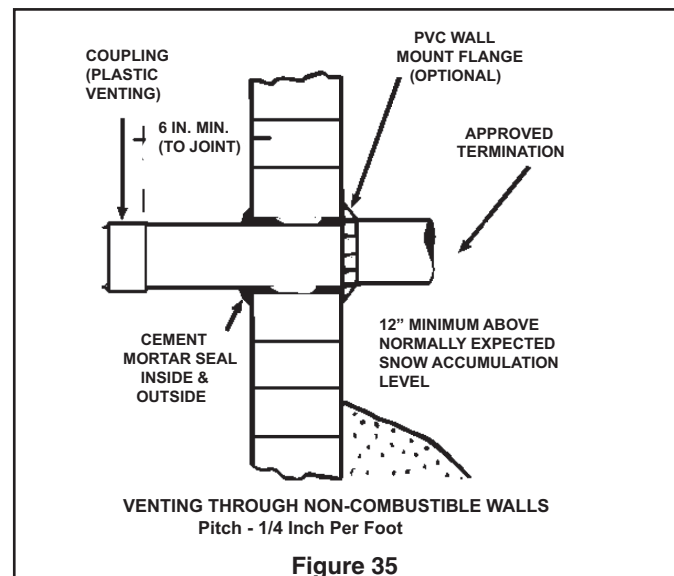 COUPLING
(PLASTIC
VENTING)
6 IN. MIN.
(TO JOINT)
PVC WALL
MOUNT FLANGE
(OPTIONAL)
APPROVED
TERMINATION
CEMENT
MORTAR SEAL
INSIDE &
OUTSIDE
12” MINIMUM ABOVE
NORMALLY EXPECTED
SNOW ACCUMULATION
LEVEL
VENTING THROUGH NON-COMBUSTIBLE WALLS
Pitch - 1/4 Inch Per Foot
Figure 35